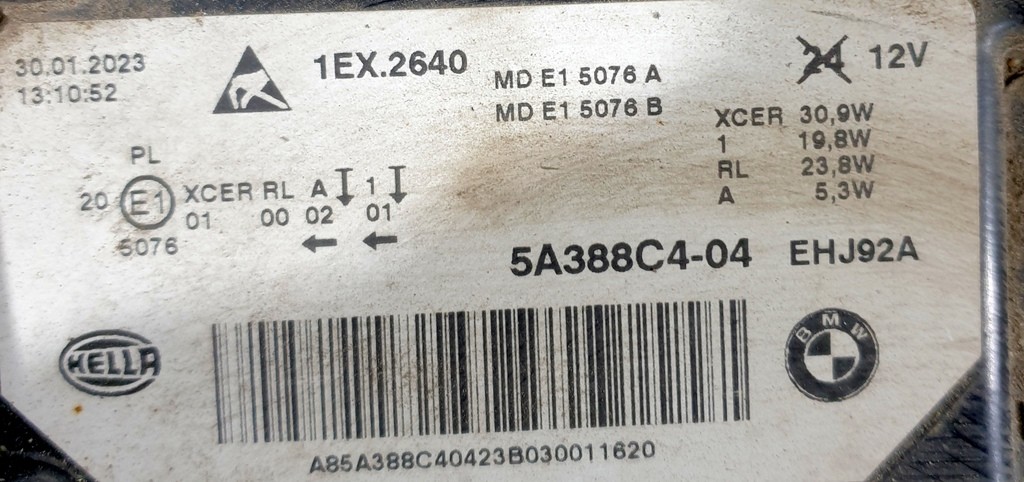 30.01.2023
13:10:52
1EX.2640
MD E1 5076 A
MD E1 5076 B
24 12V
XCER 30,9W
1 19,8W
RL 23,8W
A 5,3W
PL
20 E1 XCER RL A 1
01 00 02 01
5076
5A388C4-04 EHJ92A
HELLA
BMW
A85A388C40423B030011620